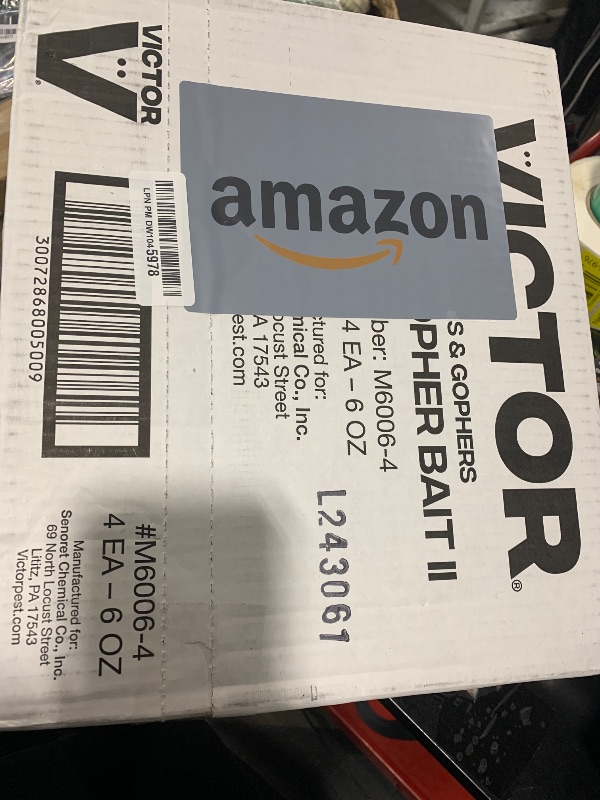 VICTOR®
S & GOPHERS
OPHER BAIT II
ber: M6006-4
4 EA – 6 OZ
ctured for:
mical Co., Inc.
ocust Street
A 17543
pest.com
L243061
amazon
LPN PM DW1045978
VICTOR
V®
30072868005009
#M6006-4
4 EA – 6 OZ
Manufactured for:
Senoret Chemical Co., Inc.
69 North Locust Street
Lititz, PA 17543
Victorpest.com